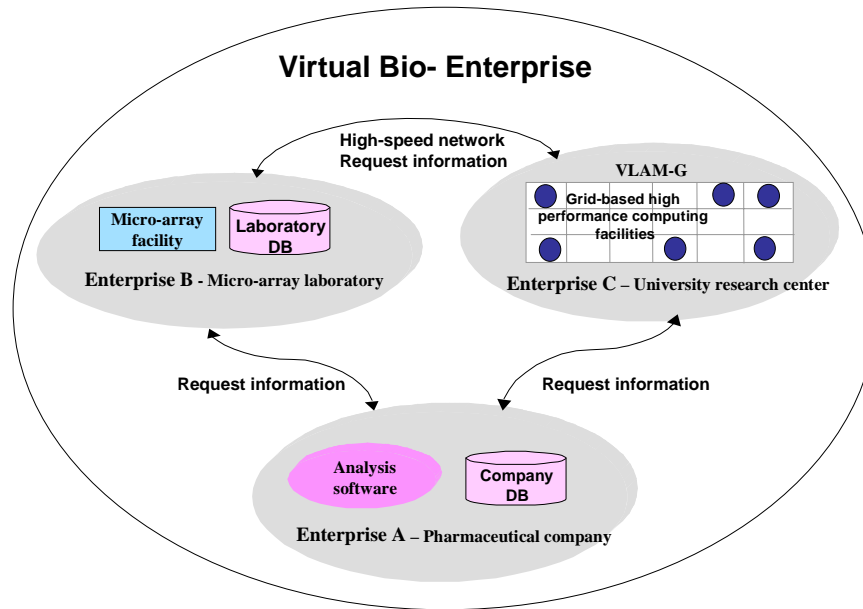 Virtual Bio- Enterprise
High-speed network
Request information
Micro-array
facility
Laboratory
DB
Enterprise B - Micro-array laboratory
VLAM-G
Grid-based high
performance computing
facilities
Enterprise C – University research center
Request information
Request information
Analysis
software
Company
DB
Enterprise A – Pharmaceutical company